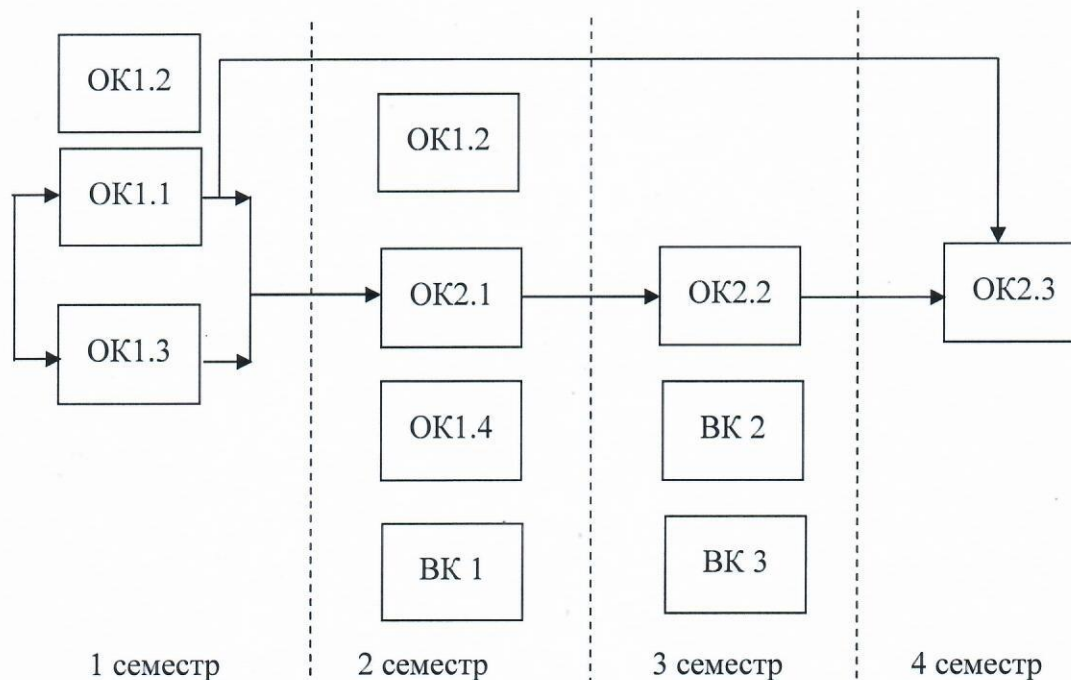 ОК1.2
ОК1.1
ОК1.3
ОК1.2
ОК2.1
ОК1.4
ВК 1
ОК2.2
ВК 2
ВК 3
ОК2.3
1 семестр
2 семестр
3 семестр
4 семестр